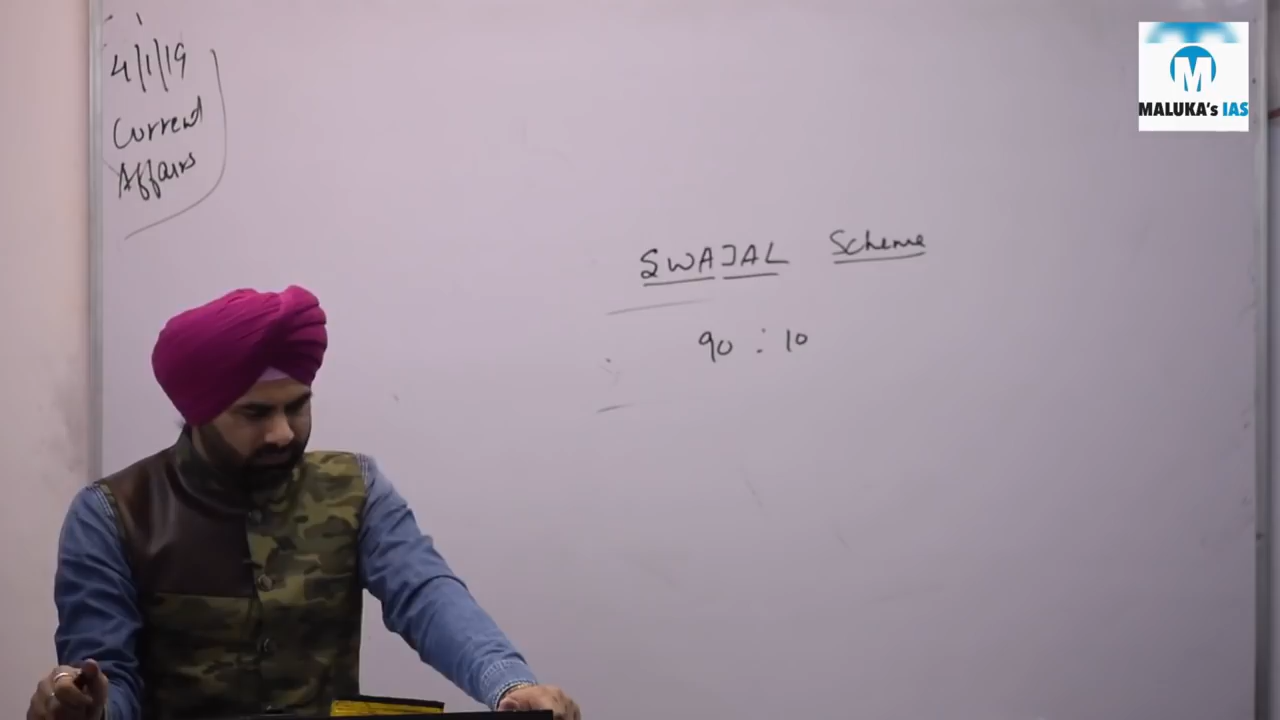 4/1/19
Current
Affairs
SWAJAL Scheme
90 : 10
M
MALUKA's IAS